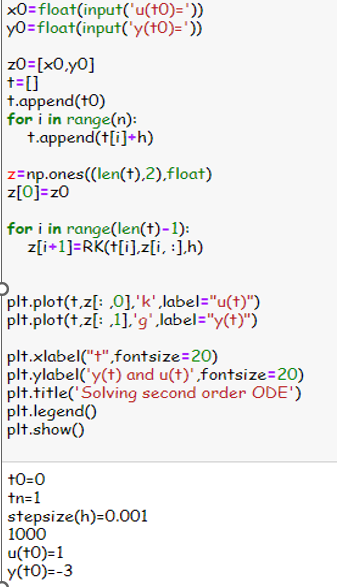 x0=float(input('u(t0)='))
y0=float(input('y(t0)='))
z0=[x0,y0]
t=[]
t.append(t0)
for i in range(n):
t.append(t[i]+h)
z=np.ones((len(t),2),float)
z[0]=z0
for i in range(len(t)-1):
z[i+1]=RK(t[i],z[i, :],h)
plt.plot(t,z[: ,0],'k',label="u(t)")
plt.plot(t,z[: ,1],'g',label="y(t)")
plt.xlabel("t",fontsize=20)
plt.ylabel('y(t) and u(t)',fontsize=20)
plt.title('Solving second order ODE')
plt.legend()
plt.show()
t0=0
tn=1
stepsize(h)=0.001
1000
u(t0)=1
y(t0)=-3